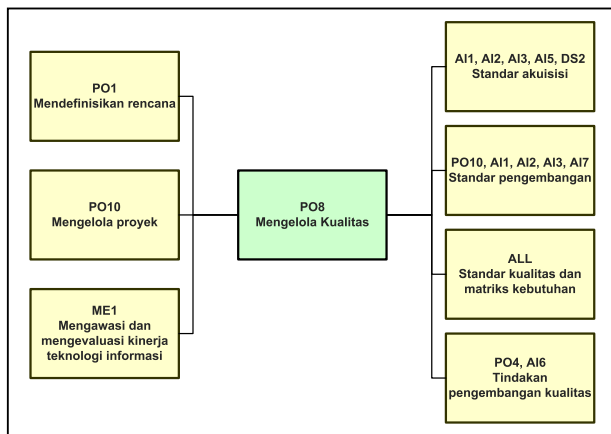 PO1
Mendefinisikan rencana
PO10
Mengelola proyek
ME1
Mengawasi dan
mengevaluasi kinerja
teknologi informasi
PO8
Mengelola Kualitas
AI1, AI2, AI3, AI5, DS2
Standar akuisisi
PO10, AI1, AI2, AI3, AI7
Standar pengembangan
ALL
Standar kualitas dan
matriks kebutuhan
PO4, AI6
Tindakan
pengembangan kualitas